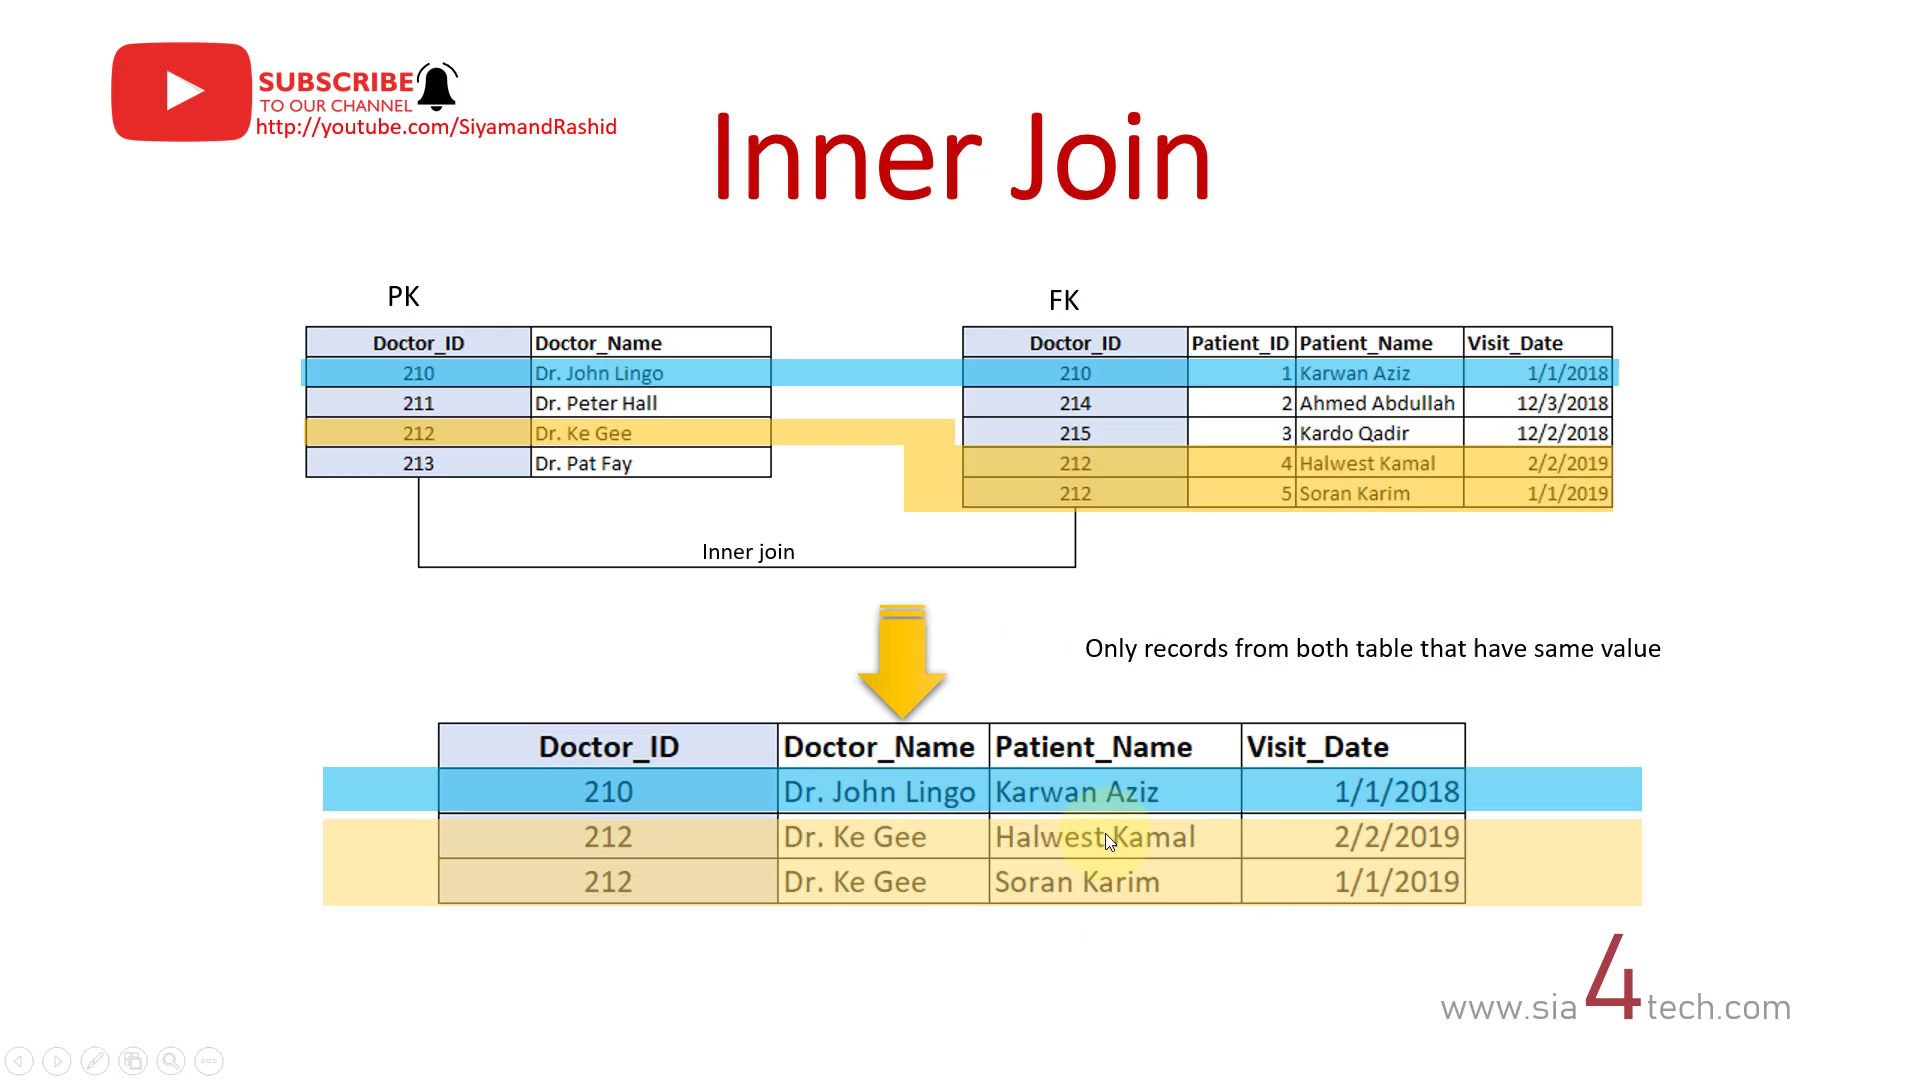 SUBSCRIBE
TO OUR CHANNEL
http://youtube.com/SiyamandRashid
Inner Join
PK
Doctor_ID Doctor_Name
210 Dr. John Lingo
211 Dr. Peter Hall
212 Dr. Ke Gee
213 Dr. Pat Fay
FK
Doctor_ID Patient_ID Patient_Name Visit_Date
210 1 Karwan Aziz 1/1/2018
214 2 Ahmed Abdullah 12/3/2018
215 3 Kardo Qadir 12/2/2018
212 4 Halwest Kamal 2/2/2019
212 5 Soran Karim 1/1/2019
Inner join
Only records from both table that have same value
Doctor_ID Doctor_Name Patient_Name Visit_Date
210 Dr. John Lingo Karwan Aziz 1/1/2018
212 Dr. Ke Gee Halwest Kamal 2/2/2019
212 Dr. Ke Gee Soran Karim 1/1/2019
www.sia4tech.com